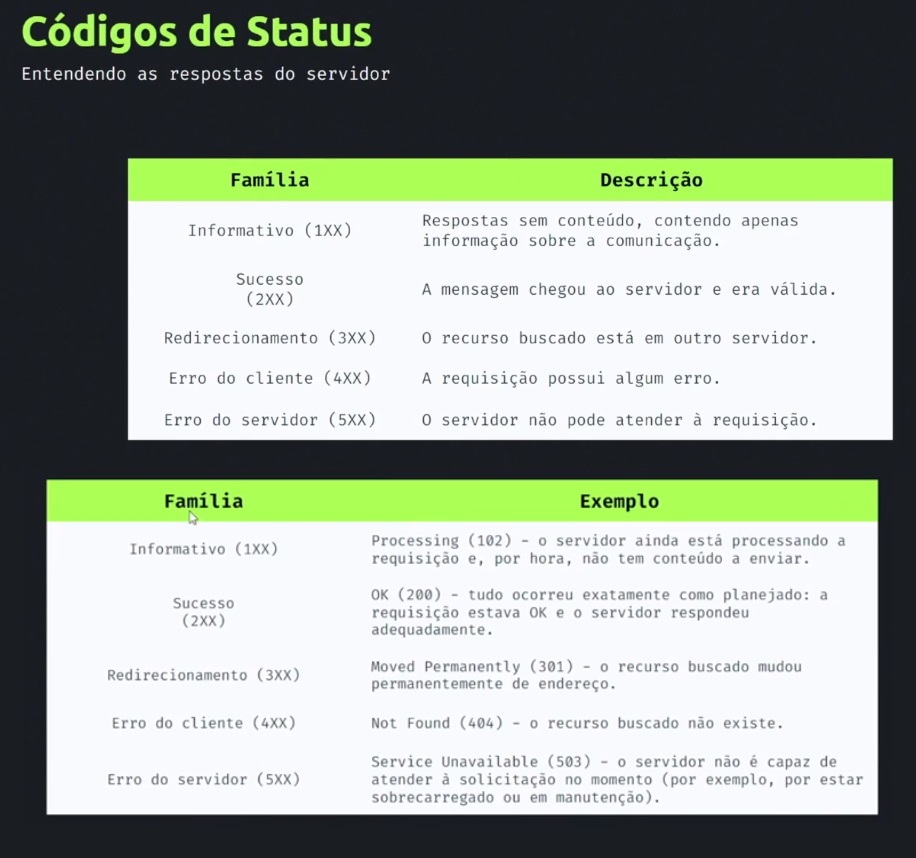 Códigos de Status
Entendendo as respostas do servidor
Família Descrição
Informativo (1XX) Respostas sem conteúdo, contendo apenas
informação sobre a comunicação.
Sucesso
(2XX) A mensagem chegou ao servidor e era válida.
Redirecionamento (3XX) O recurso buscado está em outro servidor.
Erro do cliente (4XX) A requisição possui algum erro.
Erro do servidor (5XX) O servidor não pode atender à requisição.
Família Exemplo
Informativo (1XX) Processing (102) – o servidor ainda está processando a
requisição e, por hora, não tem conteúdo a enviar.
Sucesso
(2XX) OK (200) – tudo ocorreu exatamente como planejado: a
requisição estava OK e o servidor respondeu
adequadamente.
Redirecionamento (3XX) Moved Permanently (301) – o recurso buscado mudou
permanentemente de endereço.
Erro do cliente (4XX) Not Found (404) – o recurso buscado não existe.
Erro do servidor (5XX) Service Unavailable (503) – o servidor não é capaz de
atender à solicitação no momento (por exemplo, por estar
sobrecarregado ou em manutenção).